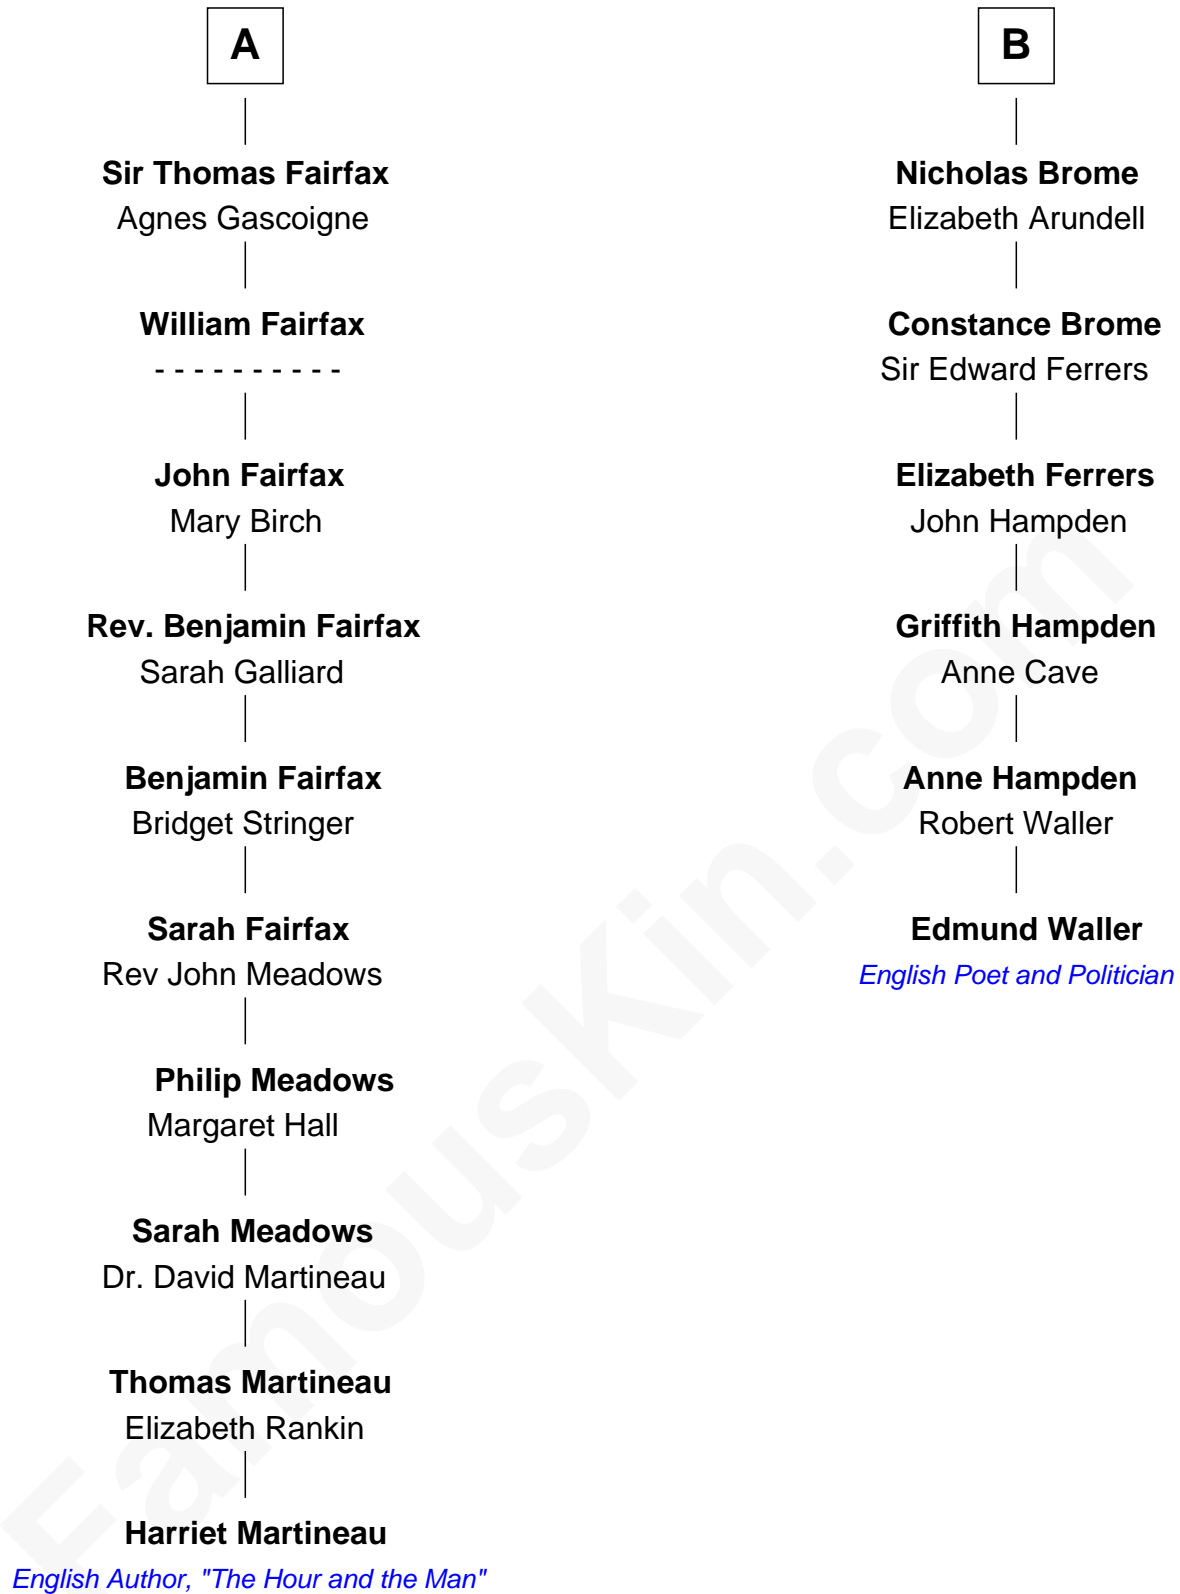 A
Sir Thomas Fairfax
Agnes Gascoigne
William Fairfax
- - - - - - - - - -
John Fairfax
Mary Birch
Rev. Benjamin Fairfax
Sarah Galliard
Benjamin Fairfax
Bridget Stringer
Sarah Fairfax
Rev John Meadows
Philip Meadows
Margaret Hall
Sarah Meadows
Dr. David Martineau
Thomas Martineau
Elizabeth Rankin
Harriet Martineau
English Author, "The Hour and the Man"
B
Nicholas Brome
Elizabeth Arundell
Constance Brome
Sir Edward Ferrers
Elizabeth Ferrers
John Hampden
Griffith Hampden
Anne Cave
Anne Hampden
Robert Waller
Edmund Waller
English Poet and Politician
FamousKin.com